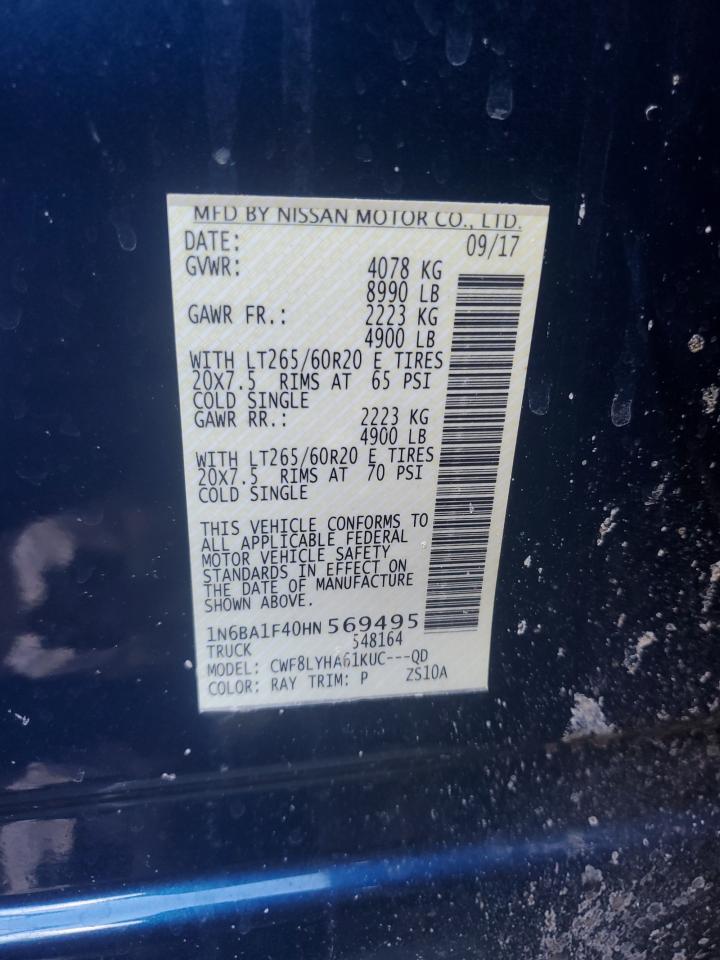 MFD BY NISSAN MOTOR CO., LTD.
DATE: 09/17
GVWR: 4078 KG
8990 LB
GAWR FR.: 2223 KG
4900 LB
WITH LT265/60R20 E TIRES
20X7.5 RIMS AT 65 PSI
COLD SINGLE
GAWR RR.: 2223 KG
4900 LB
WITH LT265/60R20 E TIRES
20X7.5 RIMS AT 70 PSI
COLD SINGLE
THIS VEHICLE CONFORMS TO
ALL APPLICABLE FEDERAL
MOTOR VEHICLE SAFETY
STANDARDS IN EFFECT ON
THE DATE OF MANUFACTURE
SHOWN ABOVE.
1N6BA1F40HN 569495
TRUCK 548164
MODEL: CWF8LYHA61KUC---QD
COLOR: RAY TRIM: P ZS10A